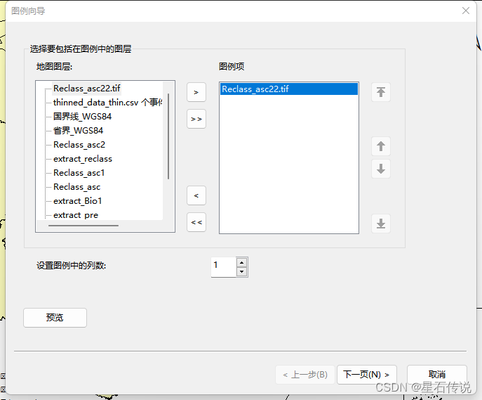 图例向导
选择要包括在图例中的图层
地图图层:
图例项
Reclass_asc22.tif
thinned_data_thin.csv 个事件
国界线_WGS84
省界_WGS84
Reclass_asc2
extract_reclass
Reclass_asc1
Reclass_asc
extract_Bio1
extract_pre
>
>>
<
<<
Reclass_asc22.tif
设置图例中的列数:
1
预览
< 上一步(B)
下一页(N) >
取消
CSDN @星石传说